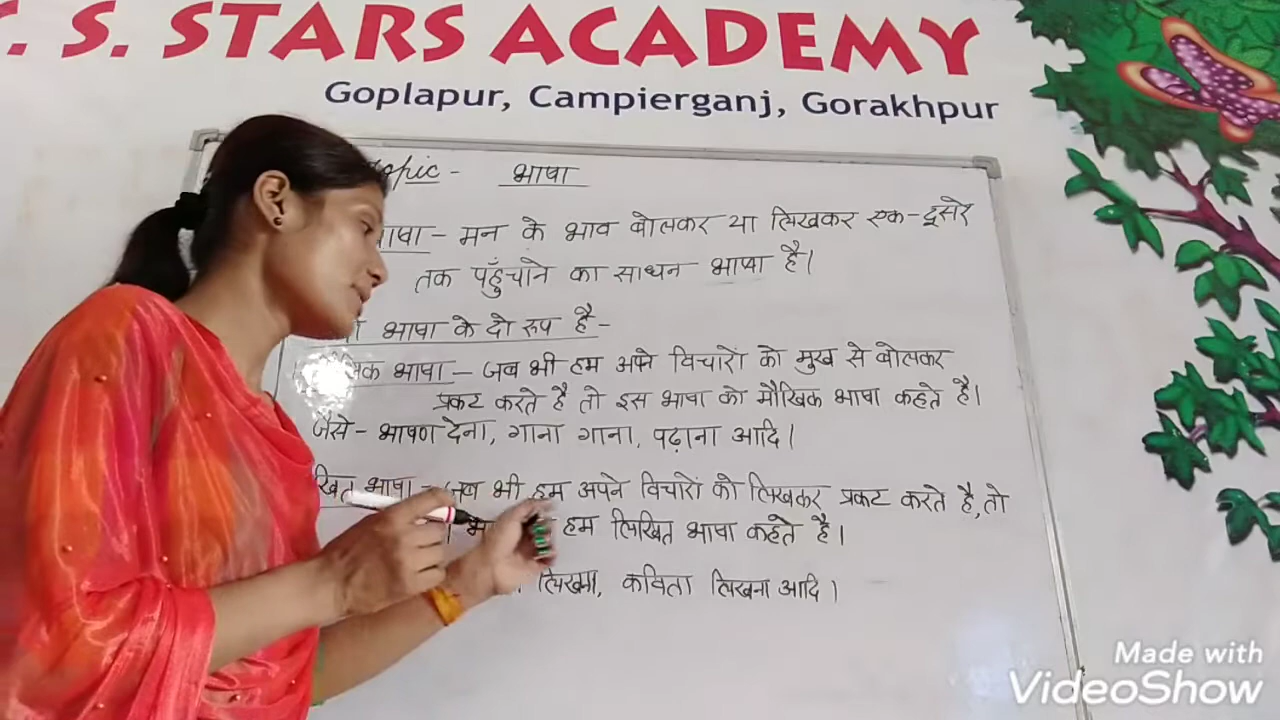 . S. STARS ACADEMY
Goplapur, Campierganj, Gorakhpur
भाषा
- मन के भाव बोलकर या लिखकर एक-दूसरे
तक पहुँचाने का साधन भाषा है।
भाषा के दो रुप है-
भाषा - जब भी हम अपने विचारों को मुख से बोलकर
प्रकट करते है तो इस भाषा को मौखिक भाषा कहते है।
जैसे - भाषण देना, गाना गाना, पढ़ाना आदि।
भाषा - जब भी हम अपने विचारों को लिखकर प्रकट करते है, तो
हम लिखित भाषा कहते है।
लिखना, कविता लिखना आदि।
Made with
VideoShow